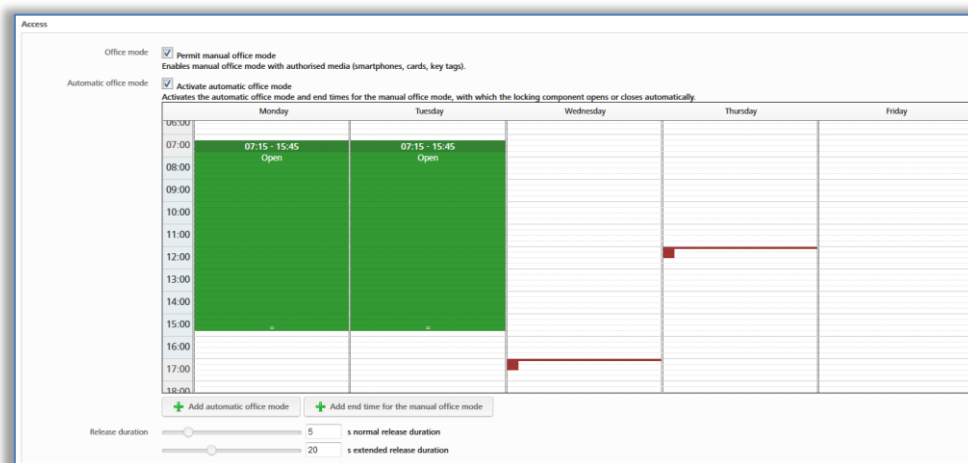 Access
Office mode Permit manual office mode
Enables manual office mode with authorised media (smartphones, cards, key tags).
Automatic office mode Activate automatic office mode
Activates the automatic office mode and end times for the manual office mode, with which the locking component opens or closes automatically.
Monday Tuesday Wednesday Thursday Friday
06:00
07:00 07:15 - 15:45 07:15 - 15:45
Open Open
08:00
09:00
10:00
11:00
12:00
13:00
14:00
15:00
16:00
17:00
18:00
Add automatic office mode Add end time for the manual office mode
Release duration 5 s normal release duration
20 s extended release duration